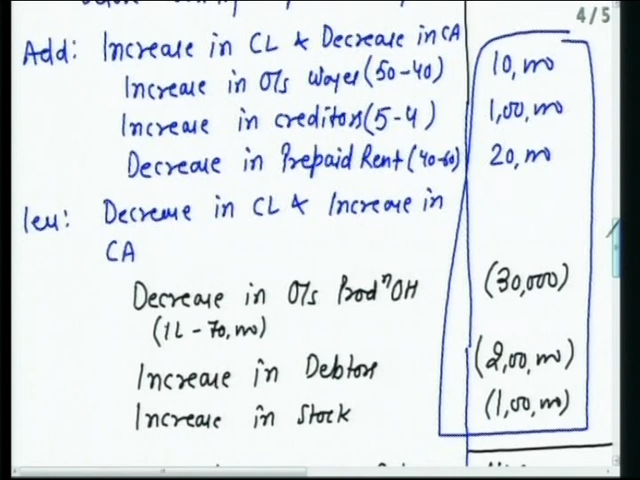 4/5
Add: Increase in CL & Decrease in CA
Increase in O/s Wages (50-40) 10,000
Increase in creditors (5-4) 1,00,000
Decrease in Prepaid Rent (40-60) 20,000
less: Decrease in CL & Increase in
CA
Decrease in O/s Prodⁿ OH (30,000)
(1L - 70,000)
Increase in Debtors (2,00,000)
Increase in Stock (1,00,000)